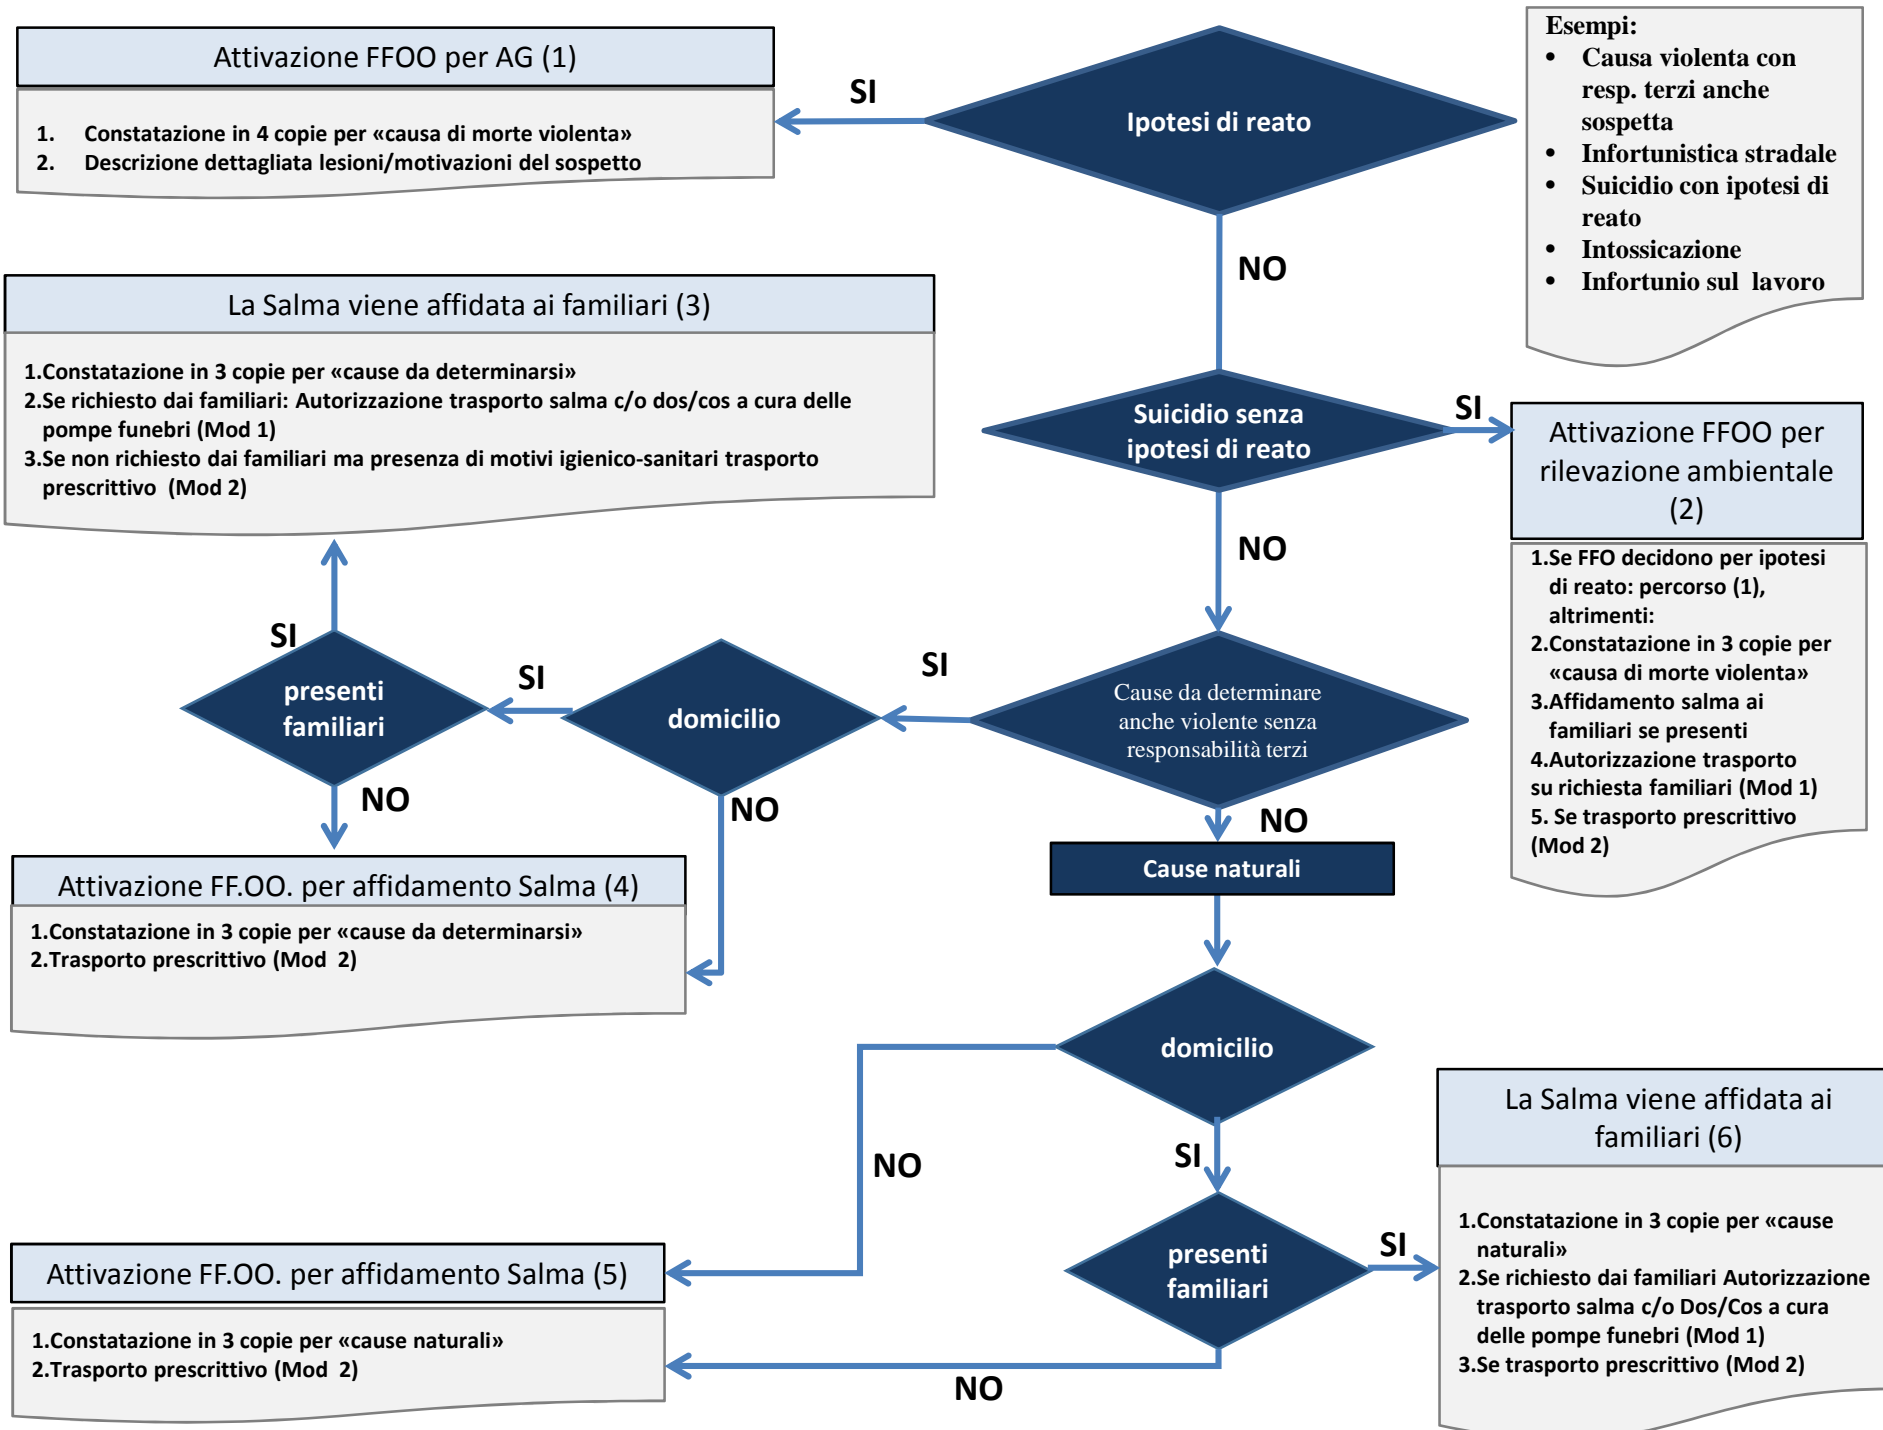 Attivazione FFOO per AG (1)
1. Constatazione in 4 copie per «causa di morte violenta»
2. Descrizione dettagliata lesioni/motivazioni del sospetto
SI
Ipotesi di reato
Esempi:
• Causa violenta con
resp. terzi anche
sospetta
• Infortunistica stradale
• Suicidio con ipotesi di
reato
• Intossicazione
• Infortunio sul lavoro
NO
La Salma viene affidata ai familiari (3)
1.Constatazione in 3 copie per «cause da determinarsi»
2.Se richiesto dai familiari: Autorizzazione trasporto salma c/o dos/cos a cura delle
pompe funebri (Mod 1)
3.Se non richiesto dai familiari ma presenza di motivi igienico-sanitari trasporto
prescrittivo (Mod 2)
Suicidio senza
ipotesi di reato
SI
Attivazione FFOO per
rilevazione ambientale
(2)
1.Se FFO decidono per ipotesi
di reato: percorso (1),
altrimenti:
2.Constatazione in 3 copie per
«causa di morte violenta»
3.Affidamento salma ai
familiari se presenti
4.Autorizzazione trasporto
su richiesta familiari (Mod 1)
5. Se trasporto prescrittivo
(Mod 2)
NO
SI
presenti
familiari
SI
domicilio
SI
Cause da determinare
anche violente senza
responsabilità terzi
NO
NO
NO
Cause naturali
Attivazione FF.OO. per affidamento Salma (4)
1.Constatazione in 3 copie per «cause da determinarsi»
2.Trasporto prescrittivo (Mod 2)
domicilio
NO
SI
La Salma viene affidata ai
familiari (6)
1.Constatazione in 3 copie per «cause
naturali»
2.Se richiesto dai familiari Autorizzazione
trasporto salma c/o Dos/Cos a cura
delle pompe funebri (Mod 1)
3.Se trasporto prescrittivo (Mod 2)
presenti
familiari
SI
Attivazione FF.OO. per affidamento Salma (5)
1.Constatazione in 3 copie per «cause naturali»
2.Trasporto prescrittivo (Mod 2)
NO